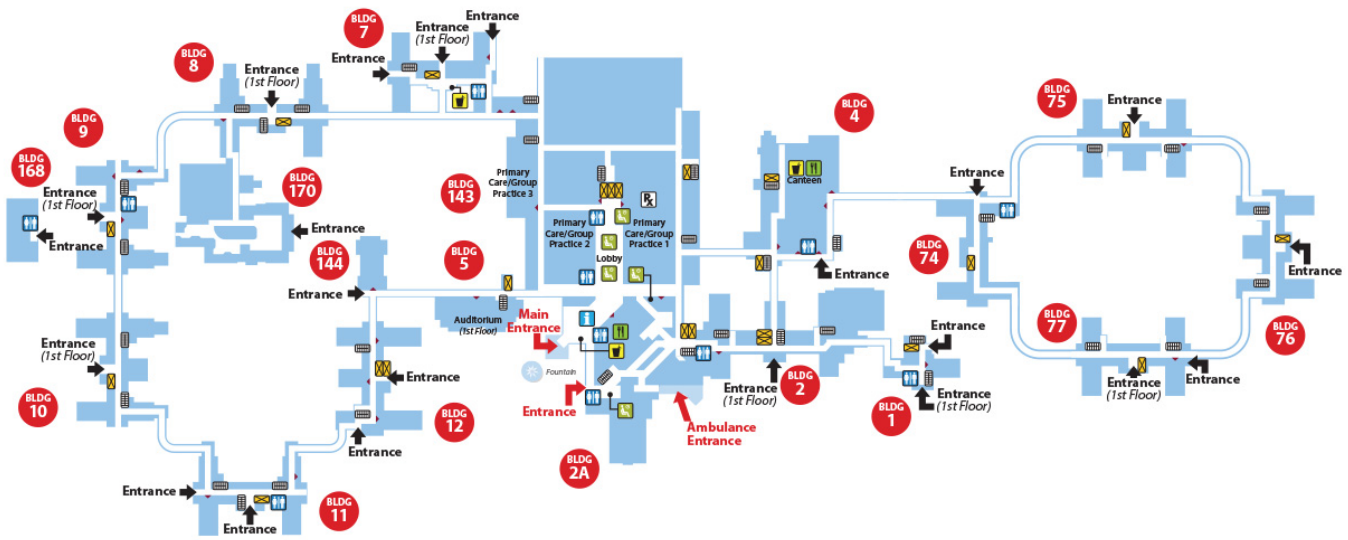 BLDG
7
Entrance
(1st Floor)
Entrance
Entrance
BLDG
8
Entrance
(1st Floor)
BLDG
9
BLDG
168
Entrance
(1st Floor)
Entrance
BLDG
170
Entrance
BLDG
144
Entrance
BLDG
143
Primary
Care/Group
Practice 3
BLDG
5
Auditorium
(1st Floor)
Primary
Care/Group
Practice 2
Primary
Care/Group
Practice 1
Rx
Lobby
BLDG
4
Canteen
Entrance
BLDG
75
Entrance
Entrance
BLDG
74
BLDG
76
Entrance
BLDG
77
Entrance
(1st Floor)
Entrance
Main
Entrance
Fountain
Entrance
i
Ambulance
Entrance
BLDG
2A
Entrance
(1st Floor)
BLDG
2
BLDG
1
Entrance
Entrance
(1st Floor)
Entrance
(1st Floor)
BLDG
10
Entrance
BLDG
12
Entrance
Entrance
BLDG
11
Entrance